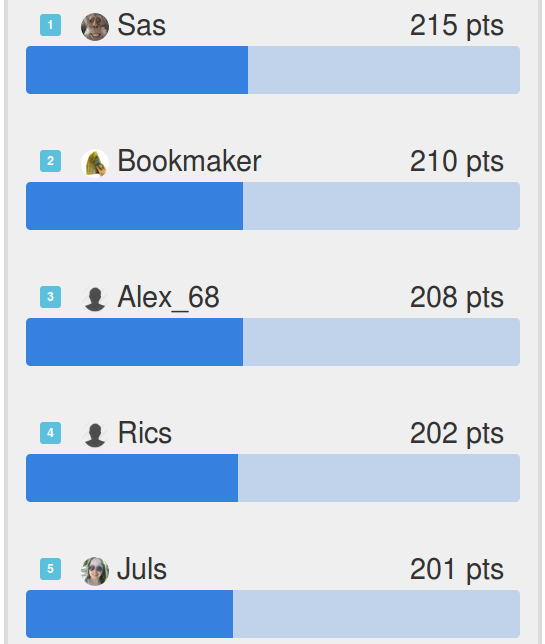 1 Sas 215 pts
2 Bookmaker 210 pts
3 Alex_68 208 pts
4 Rics 202 pts
5 Juls 201 pts